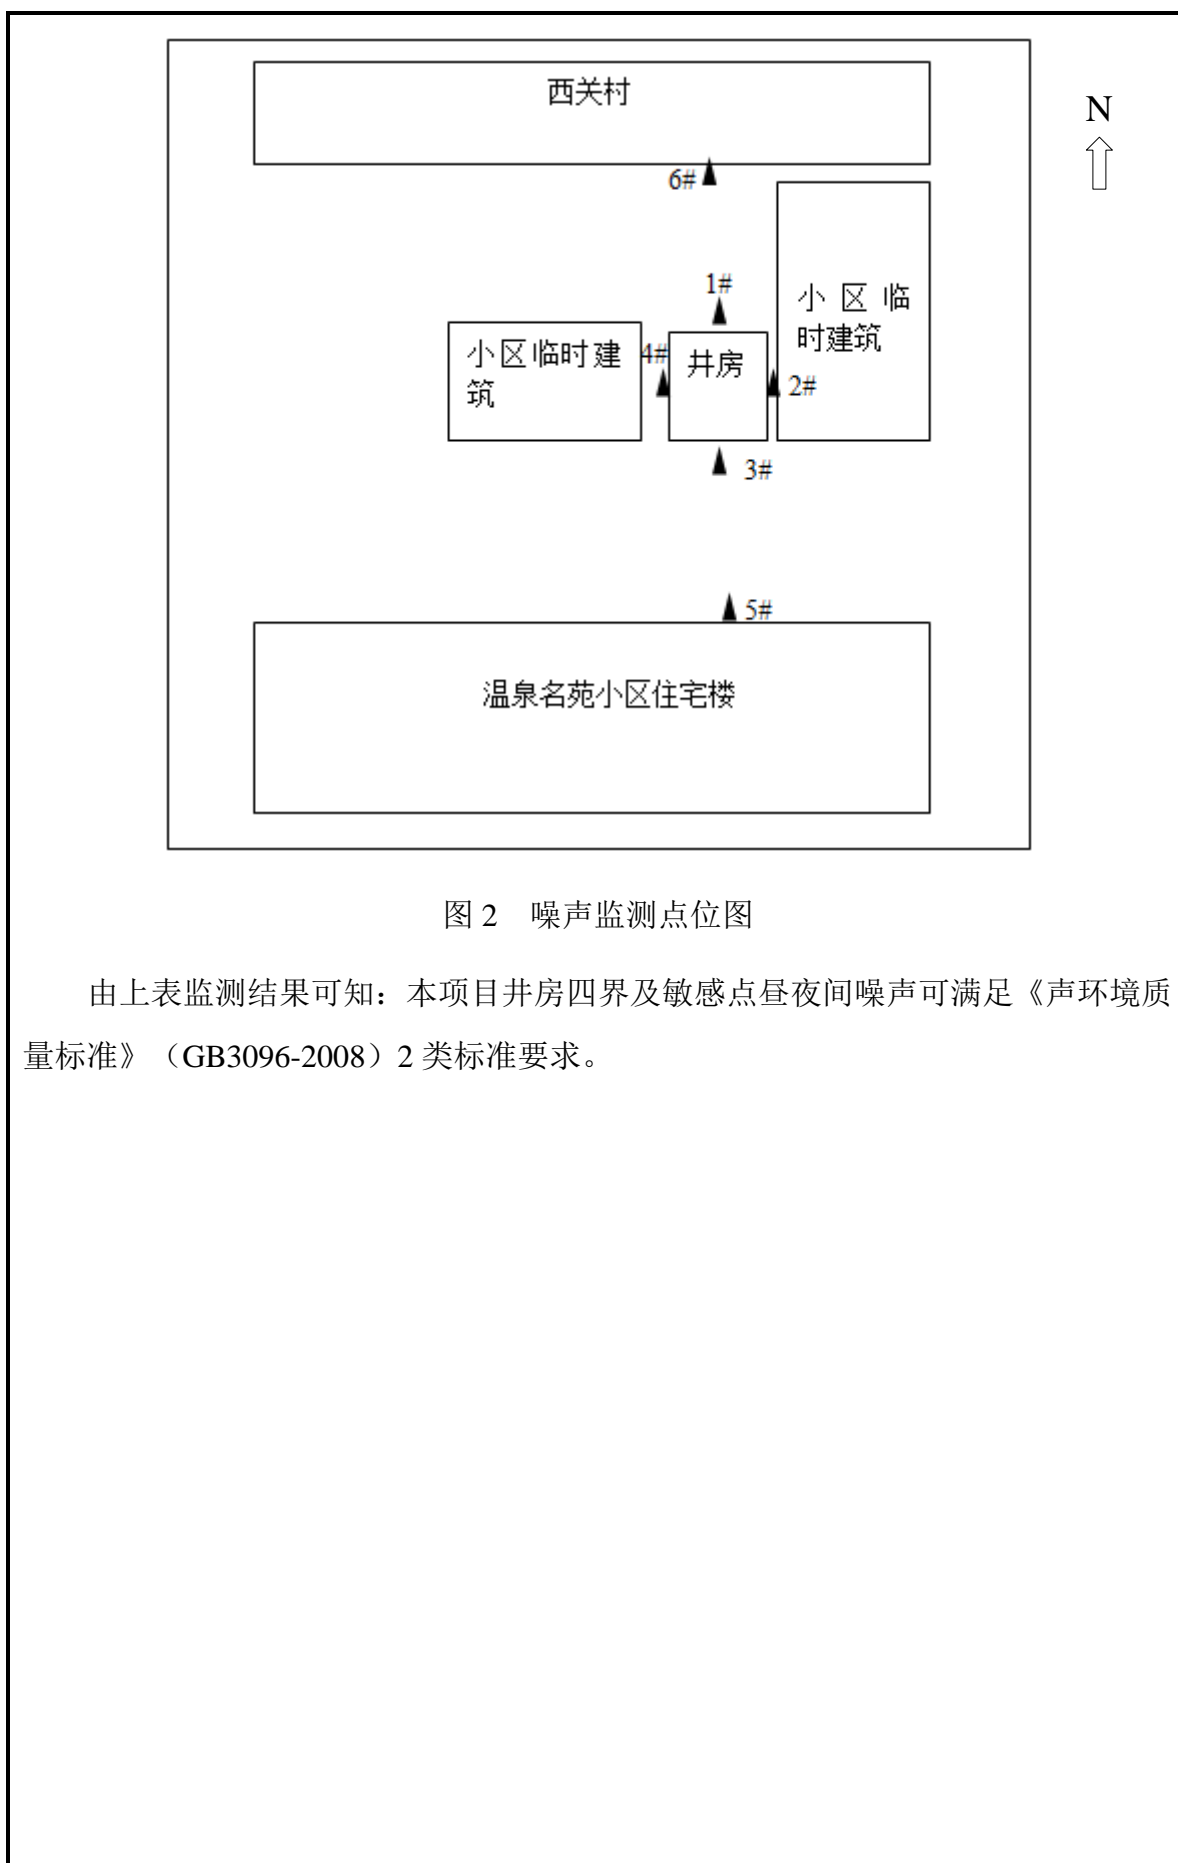 西关村
N
6#
1#
小区临
时建筑
小区临时建
筑
4#
井房
2#
3#
5#
温泉名苑小区住宅楼
图 2　噪声监测点位图
由上表监测结果可知：本项目井房四界及敏感点昼夜间噪声可满足《声环境质
量标准》（GB3096-2008）2 类标准要求。